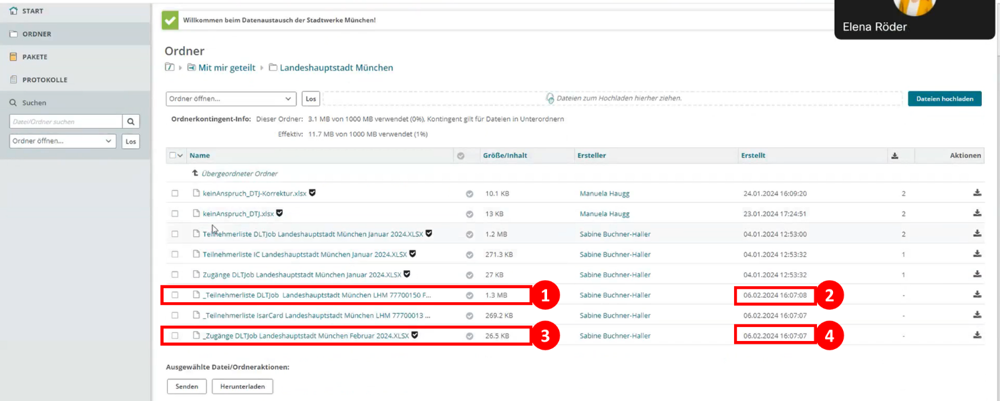 START
ORDNER
PAKETE
PROTOKOLLE
Suchen
Datei/Ordner suchen
Ordner öffnen... Los
Willkommen beim Datenaustausch der Stadtwerke München!
Elena Röder
Ordner
Mit mir geteilt Landeshauptstadt München
Ordner öffnen... Los Dateien zum Hochladen hierher ziehen. Dateien hochladen
Ordnerkontingent-Info: Dieser Ordner: 3.1 MB von 1000 MB verwendet (0%), Kontingent gilt für Dateien in Unterordnern
Effektiv: 11.7 MB von 1000 MB verwendet (1%)
Name Größe/Inhalt Ersteller Erstellt Aktionen
Übergeordneter Ordner
keinAnspruch_DTJ-Korrektur.xlsx 10.1 KB Manuela Haugg 24.01.2024 16:09:20 2
keinAnspruch_DTJ.xlsx 13 KB Manuela Haugg 23.01.2024 17:24:51 2
Teilnehmerliste DLTJob Landeshauptstadt München Januar 2024.XLSX 1.2 MB Sabine Buchner-Haller 04.01.2024 12:53:00 2
Teilnehmerliste IC Landeshauptstadt München Januar 2024.XLSX 271.3 KB Sabine Buchner-Haller 04.01.2024 12:53:32 1
Zugänge DLTJob Landeshauptstadt München Januar 2024.XLSX 27 KB Sabine Buchner-Haller 04.01.2024 12:53:32 1
_Teilnehmerliste DLTJob Landeshauptstadt München LHM 77700150 F... 1.3 MB 1 Sabine Buchner-Haller 06.02.2024 16:07:08 2 -
_Teilnehmerliste IsarCard Landeshauptstadt München LHM 77700013 ... 269.2 KB Sabine Buchner-Haller 06.02.2024 16:07:07 -
_Zugänge DLTJob Landeshauptstadt München Februar 2024.XLSX 26.5 KB 3 Sabine Buchner-Haller 06.02.2024 16:07:07 4 -
Ausgewählte Datei/Ordneraktionen:
Senden Herunterladen